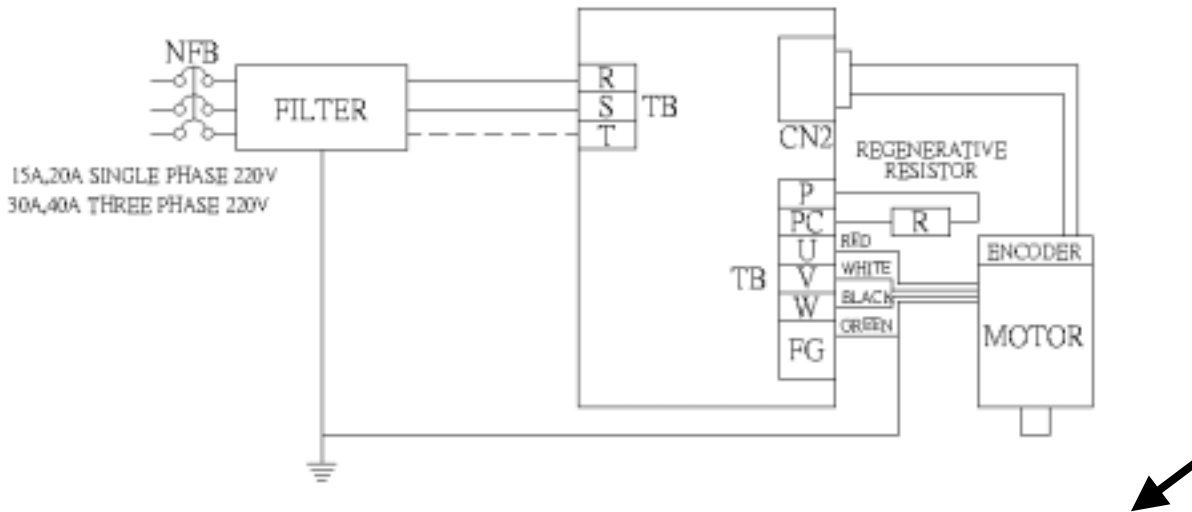 NFB
FILTER
15A,20A SINGLE PHASE 220V
30A,40A THREE PHASE 220V
R
S
T
TB
CN2
REGENERATIVE
RESISTOR
P
PC
R
U
V
W
FG
TB
RED
WHITE
BLACK
GREEN
ENCODER
MOTOR